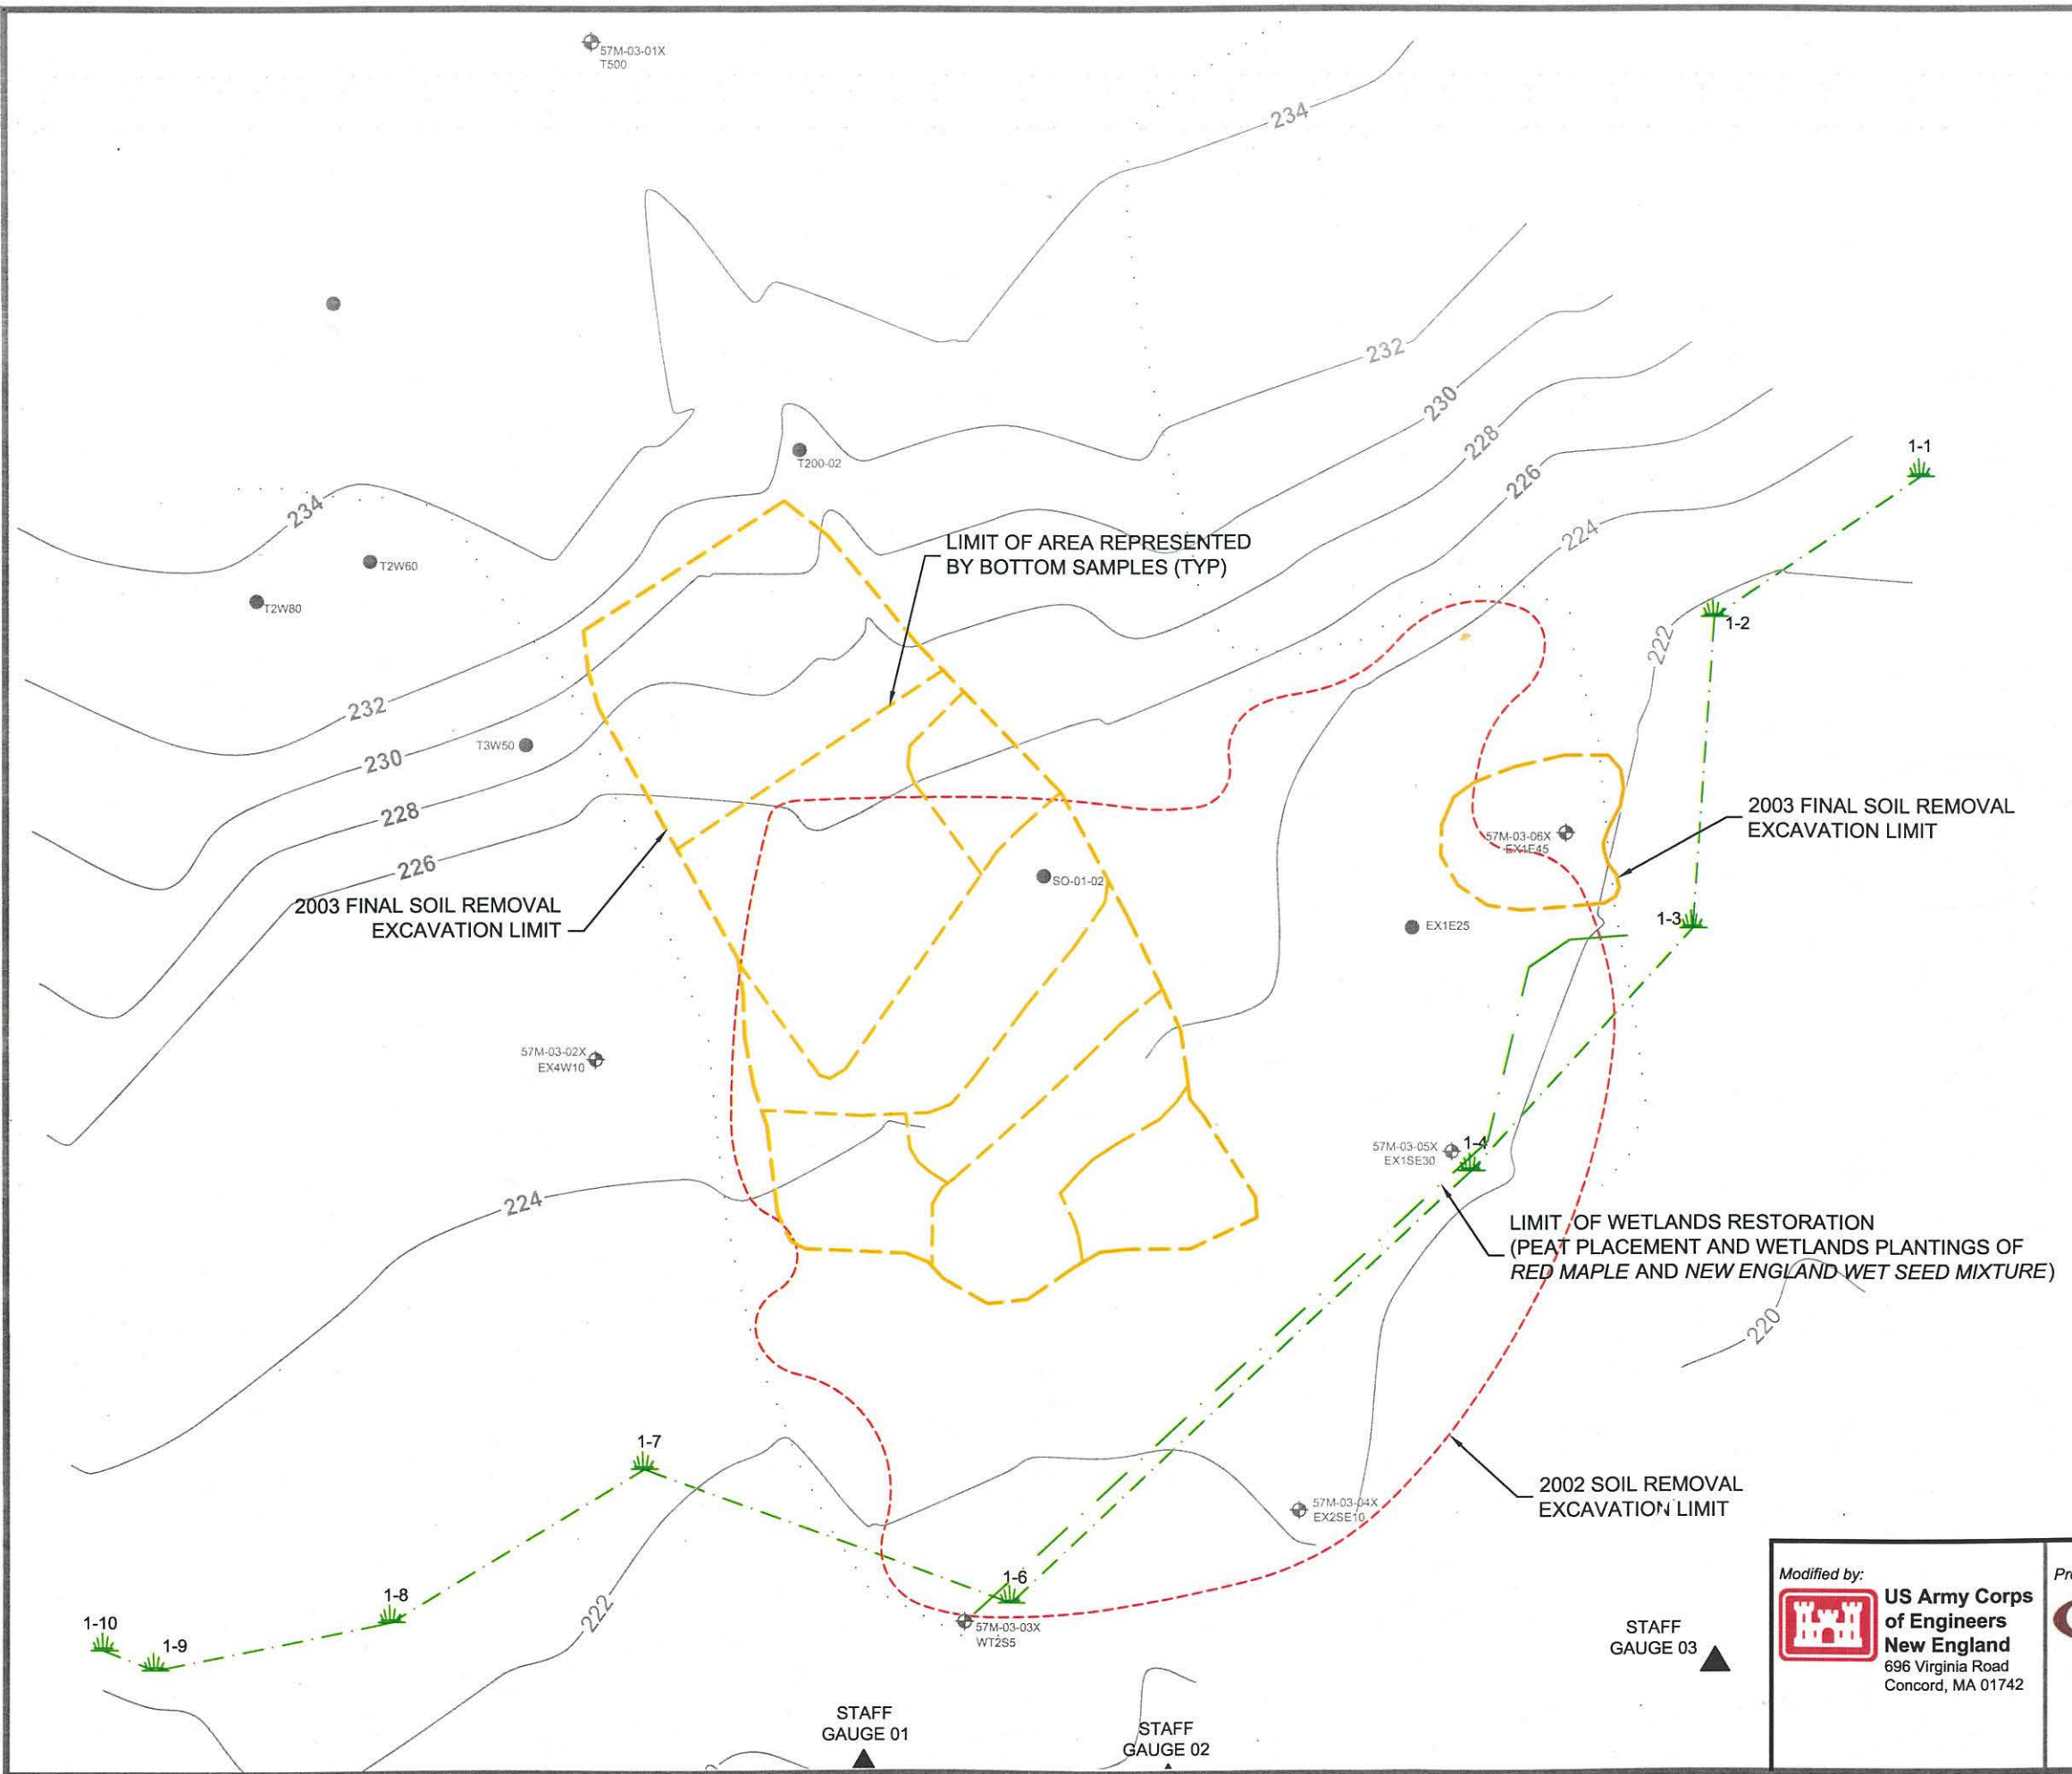 57M-03-01X
T500
234
232
230
228
226
224
1-1
T200-02
234
T2W60
T2W80
LIMIT OF AREA REPRESENTED
BY BOTTOM SAMPLES (TYP)
1-2
222
232
T3W50
230
228
226
2003 FINAL SOIL REMOVAL
EXCAVATION LIMIT
57M-03-06X
EX1E45
SO-01-02
2003 FINAL SOIL REMOVAL
EXCAVATION LIMIT
EX1E25
1-3
57M-03-02X
EX4W10
57M-03-05X
EX1SE30
1-4
224
LIMIT OF WETLANDS RESTORATION
(PEAT PLACEMENT AND WETLANDS PLANTINGS OF
RED MAPLE AND NEW ENGLAND WET SEED MIXTURE)
220
1-7
2002 SOIL REMOVAL
EXCAVATION LIMIT
57M-03-04X
EX2SE10
1-6
1-8
222
1-10
1-9
57M-03-03X
WT2S5
STAFF
GAUGE 03
STAFF
GAUGE 01
STAFF
GAUGE 02
Modified by:
US Army Corps
of Engineers
New England
696 Virginia Road
Concord, MA 01742